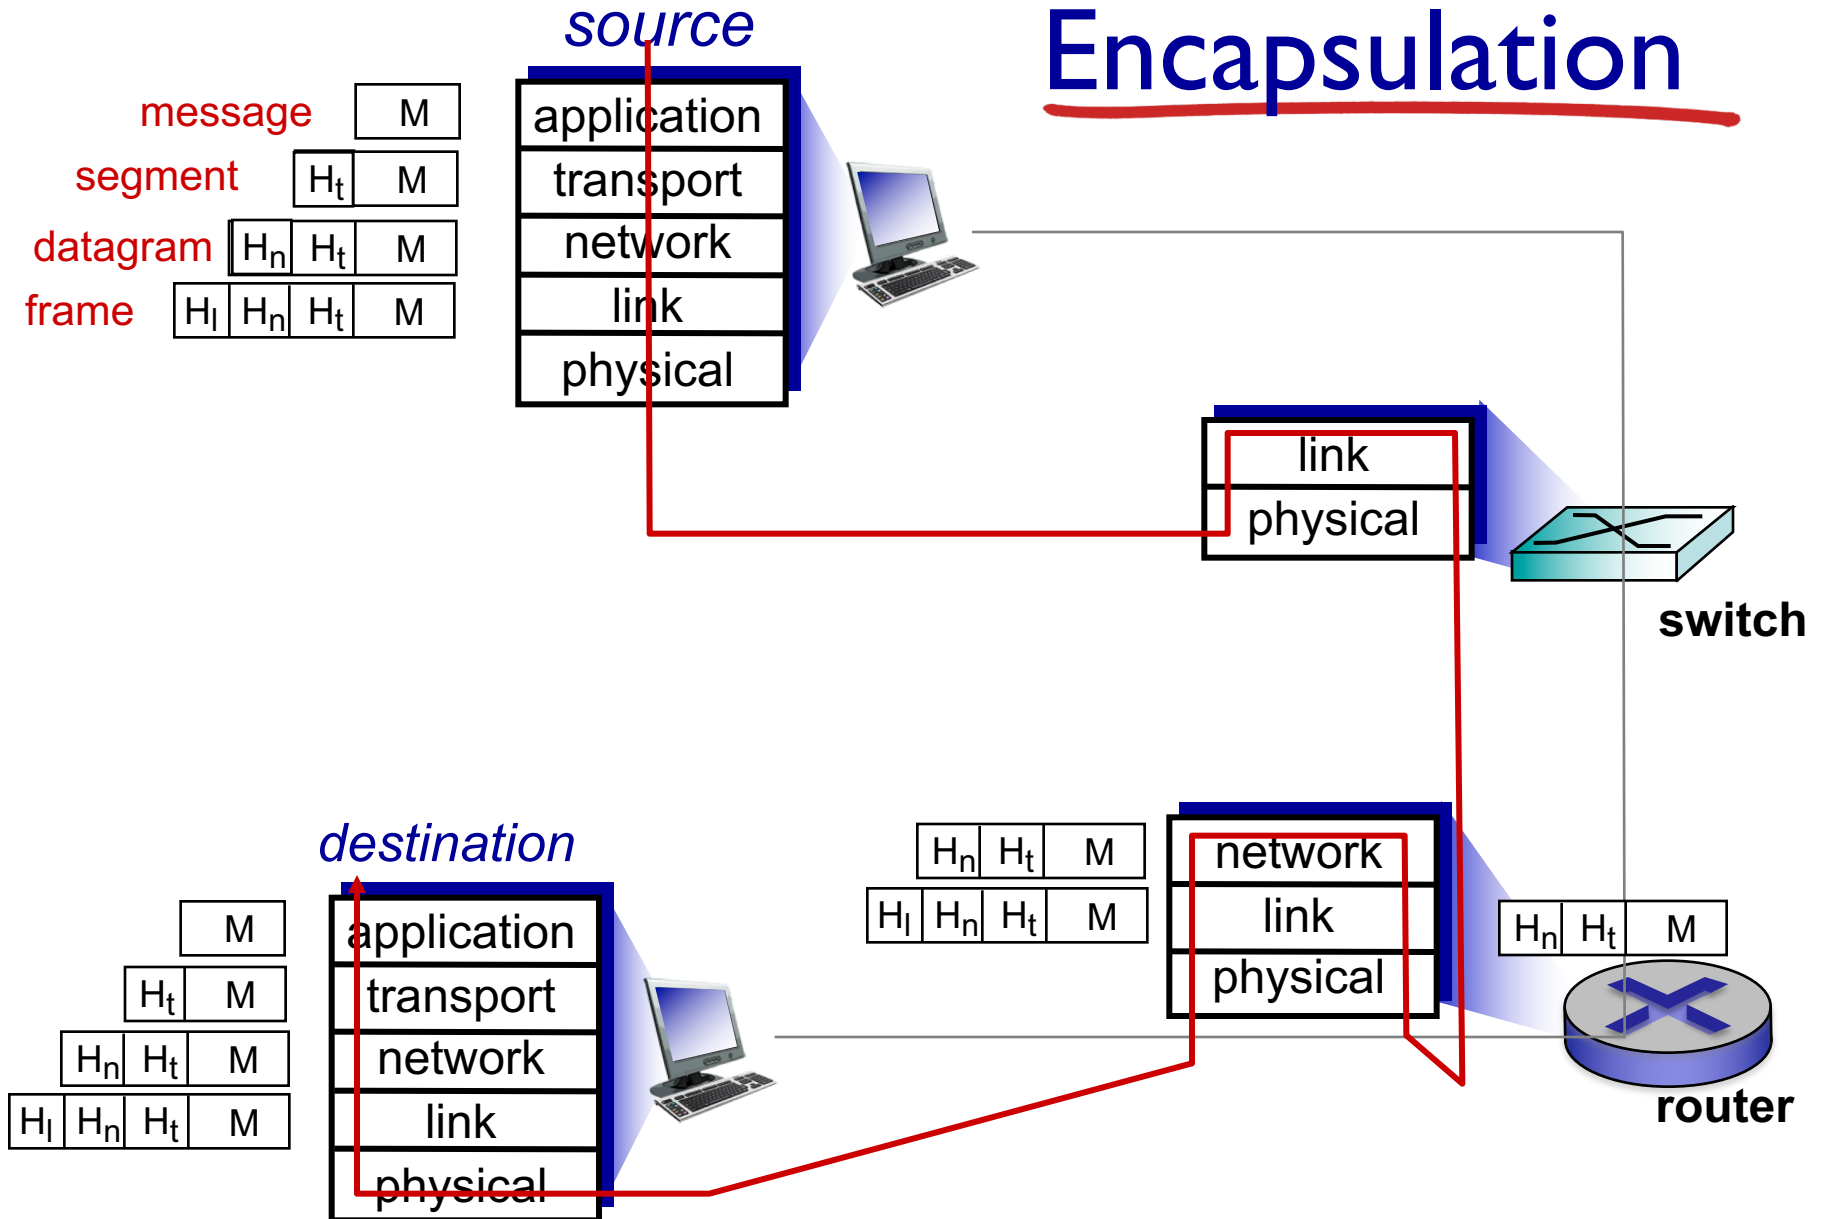 source
Encapsulation
message M
segment Ht M
datagram Hn Ht M
frame Hl Hn Ht M
application
transport
network
link
physical
link
physical
switch
destination
M
Ht M
Hn Ht M
Hl Hn Ht M
application
transport
network
link
physical
Hn Ht M
Hl Hn Ht M
network
link
physical
Hn Ht M
router